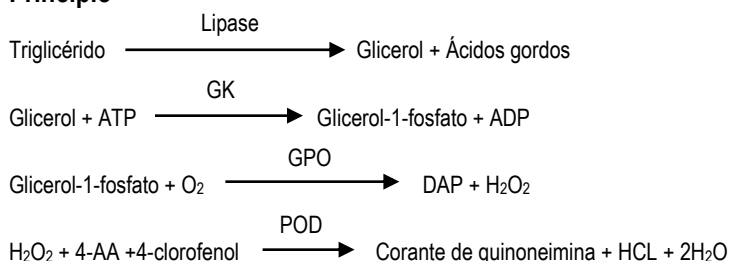 Princípio
Lipase
Triglicérido Glicerol + Ácidos gordos
GK
Glicerol + ATP Glicerol-1-fosfato + ADP
GPO
Glicerol-1-fosfato + O₂ DAP + H₂O₂
POD
H₂O₂ + 4-AA +4-clorofenol Corante de quinoneimina + HCL + 2H₂O